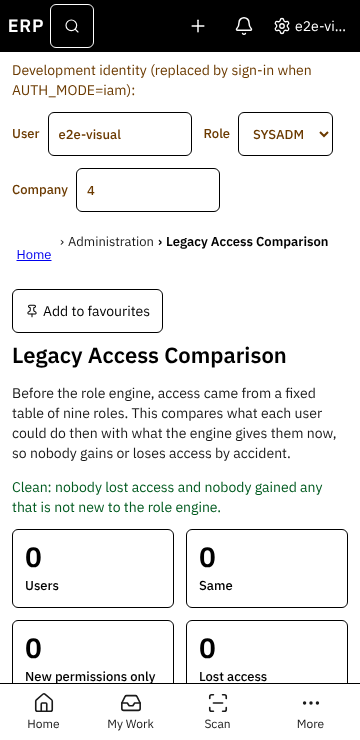 ERP
e2e-vi...
Development identity (replaced by sign-in when
AUTH_MODE=iam):
User e2e-visual Role SYSADM
Company 4
Home › Administration › Legacy Access Comparison
Add to favourites
Legacy Access Comparison
Before the role engine, access came from a fixed
table of nine roles. This compares what each user
could do then with what the engine gives them now,
so nobody gains or loses access by accident.
Clean: nobody lost access and nobody gained any
that is not new to the role engine.
0 0
Users Same
0 0
New permissions only Lost access
Home My Work Scan More